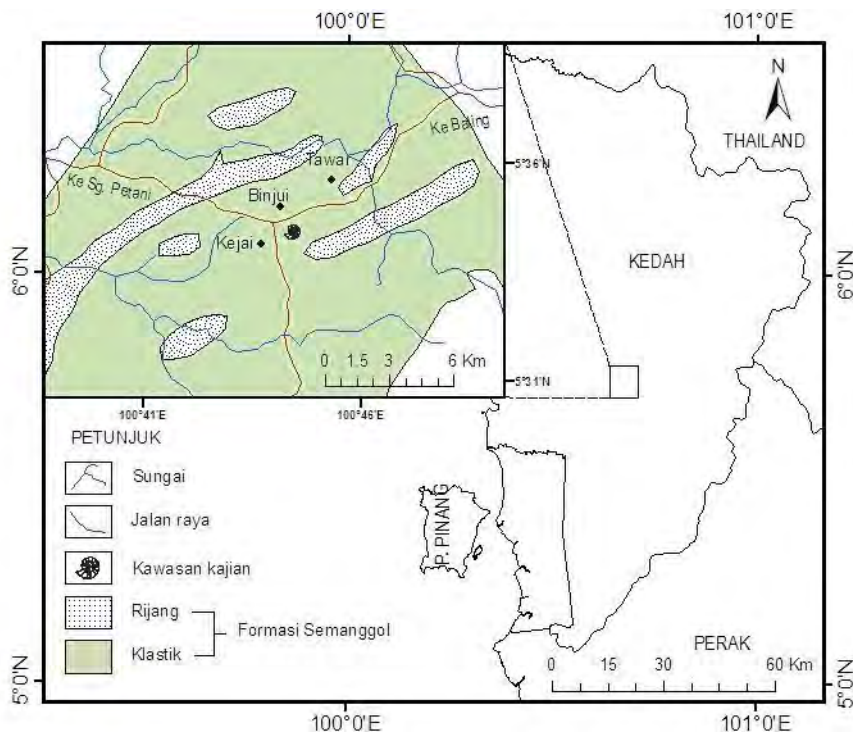 100°0'E
101°0'E
N
THAILAND
Ke Baling
5°36'N
Tawar
Ke Sg. Petani
Binjui
Kejai
KEDAH
6°0'N
6°0'N
0 1.5 3 6 Km
5°31'N
100°41'E
100°46'E
PETUNJUK
Sungai
Jalan raya
Kawasan kajian
Rijang
Formasi Semanggol
Klastik
P. PINANG
PERAK
0 15 30 60 Km
5°0'N
5°0'N
100°0'E
101°0'E